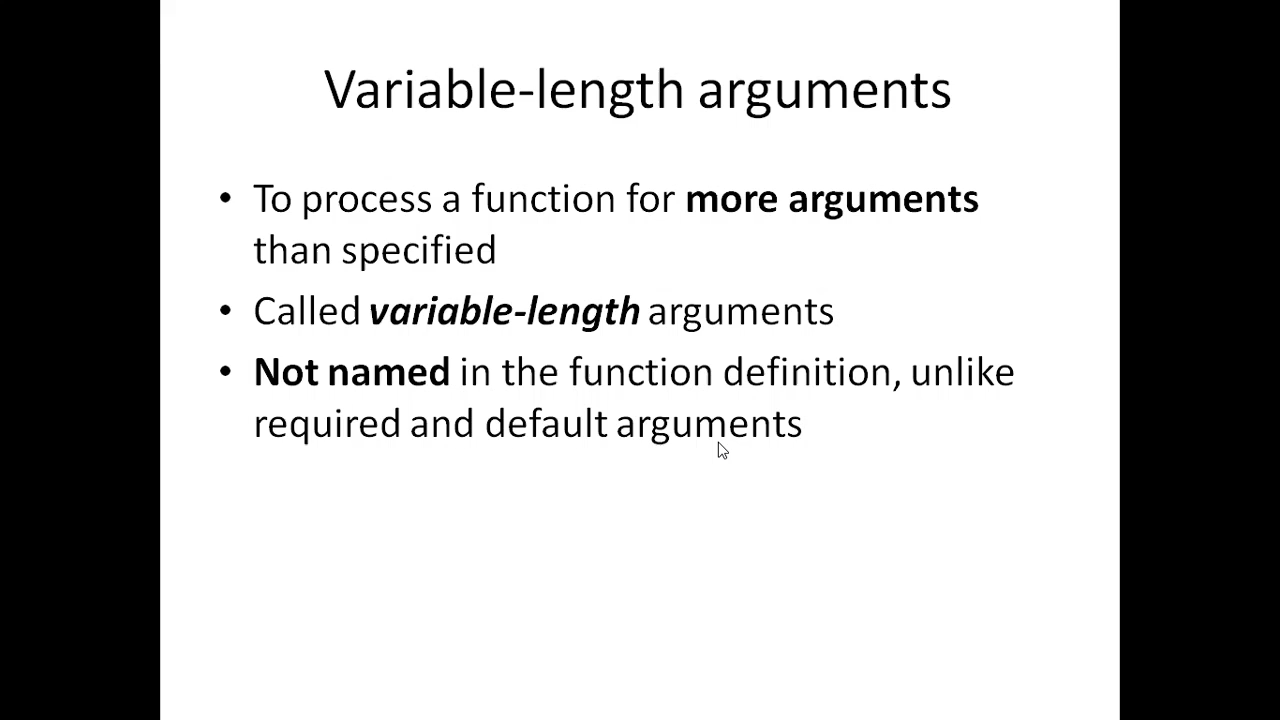 Variable-length arguments
• To process a function for more arguments
than specified
• Called variable-length arguments
• Not named in the function definition, unlike
required and default arguments